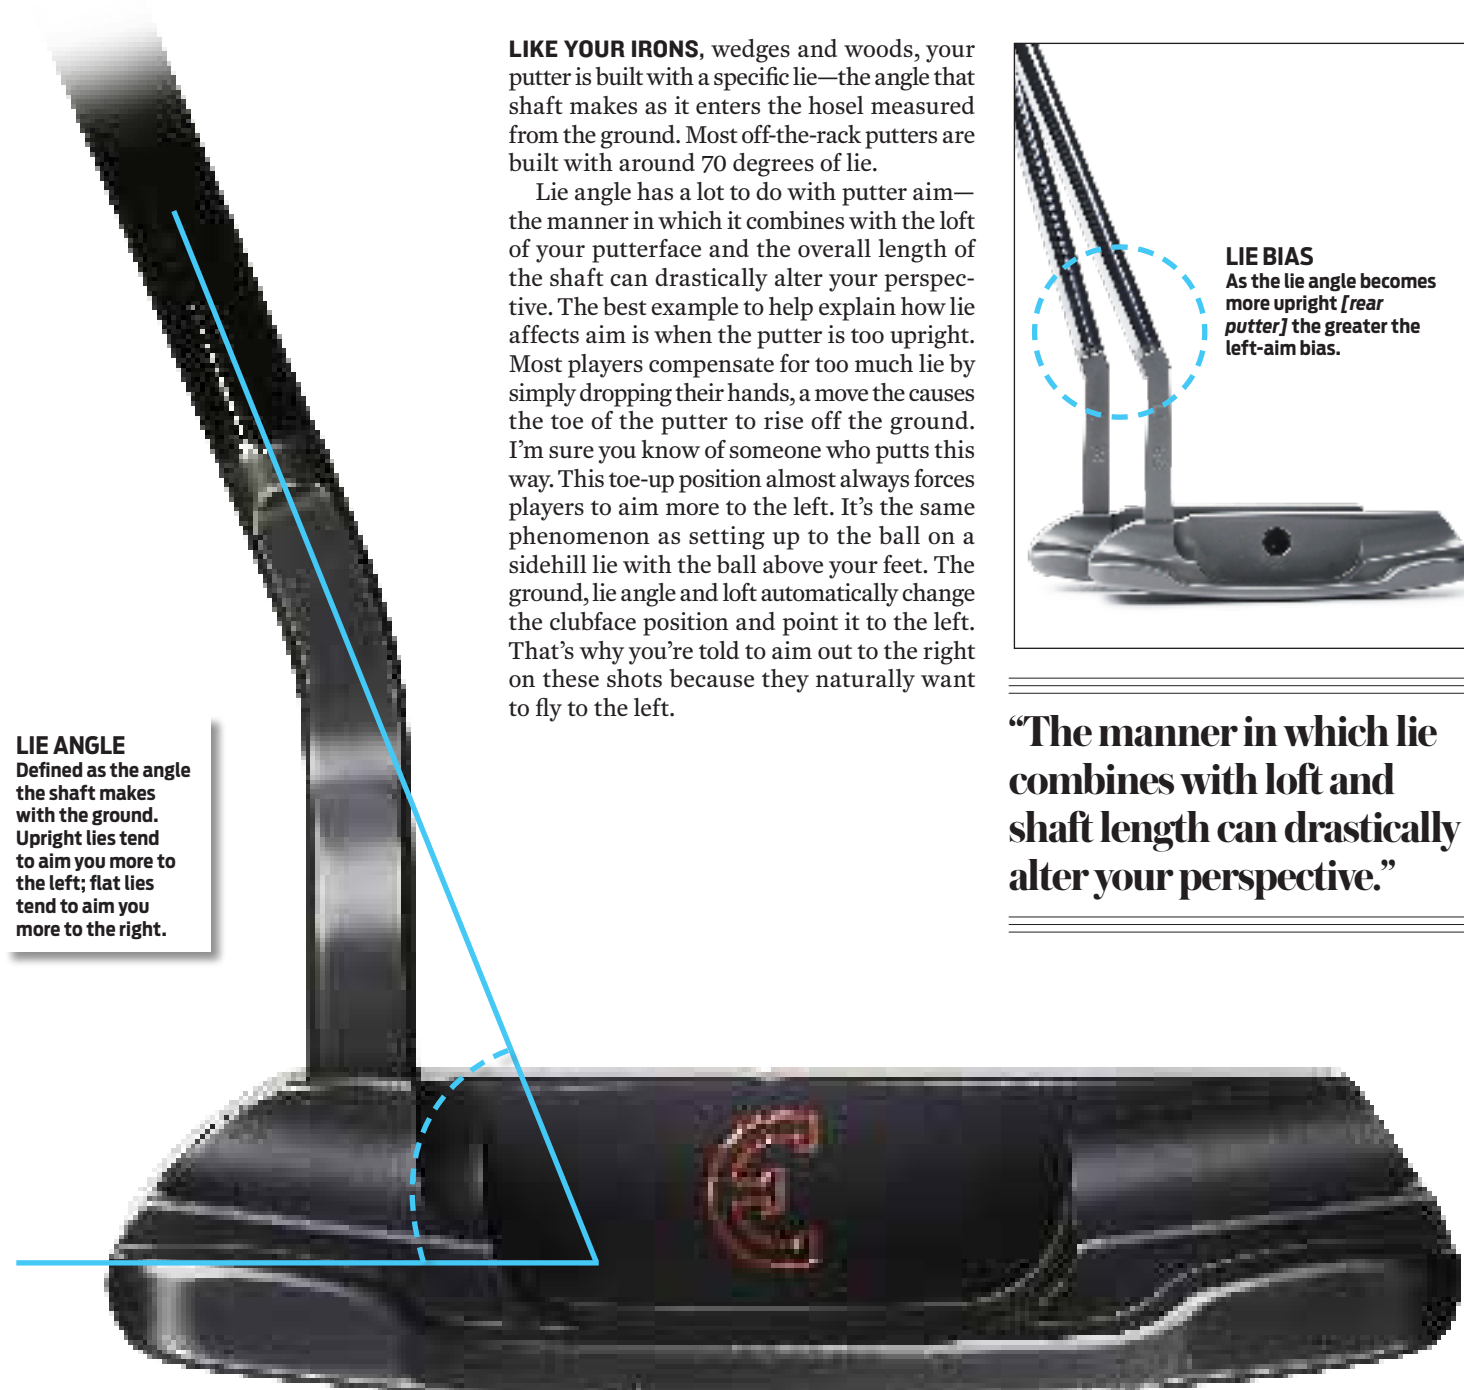 LIKE YOUR IRONS, wedges and woods, your
putter is built with a specific lie—the angle that
shaft makes as it enters the hosel measured
from the ground. Most off-the-rack putters are
built with around 70 degrees of lie.
Lie angle has a lot to do with putter aim—
the manner in which it combines with the loft
of your putterface and the overall length of
the shaft can drastically alter your perspec-
tive. The best example to help explain how lie
affects aim is when the putter is too upright.
Most players compensate for too much lie by
simply dropping their hands, a move the causes
the toe of the putter to rise off the ground.
I'm sure you know of someone who putts this
way. This toe-up position almost always forces
players to aim more to the left. It's the same
phenomenon as setting up to the ball on a
sidehill lie with the ball above your feet. The
ground, lie angle and loft automatically change
the clubface position and point it to the left.
That's why you're told to aim out to the right
on these shots because they naturally want
to fly to the left.
LIE BIAS
As the lie angle becomes
more upright [rear
putter] the greater the
left-aim bias.
“The manner in which lie
combines with loft and
shaft length can drastically
alter your perspective.”
LIE ANGLE
Defined as the angle
the shaft makes
with the ground.
Upright lies tend
to aim you more to
the left; flat lies
tend to aim you
more to the right.